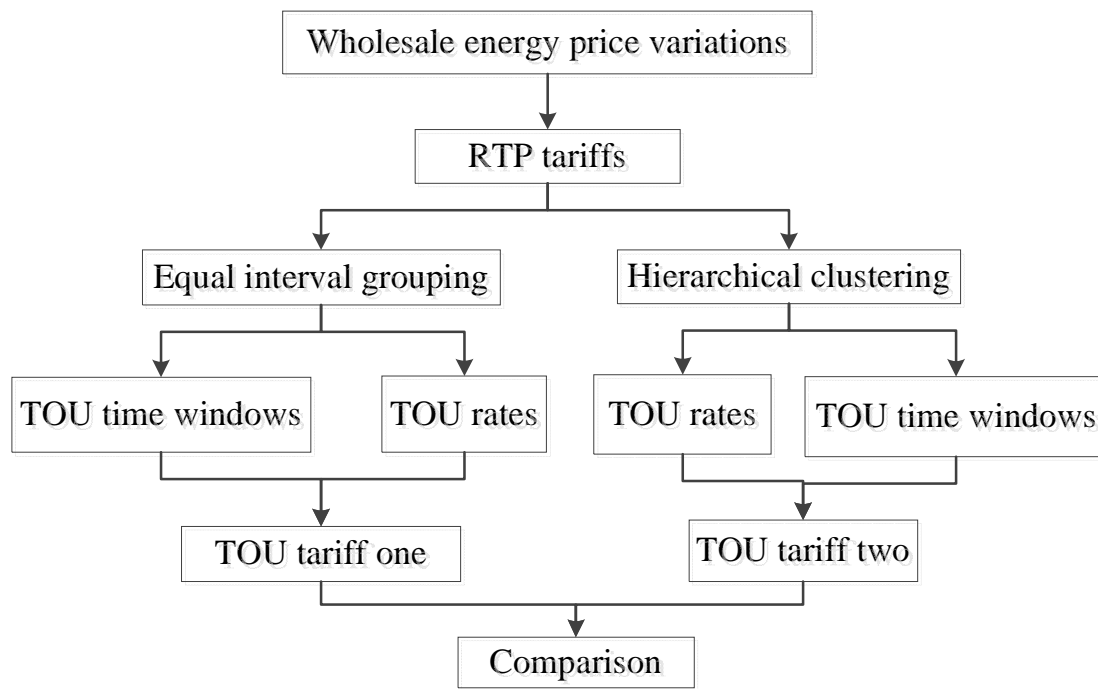 Wholesale energy price variations
RTP tariffs
Equal interval grouping
Hierarchical clustering
TOU time windows
TOU rates
TOU rates
TOU time windows
TOU tariff one
TOU tariff two
Comparison